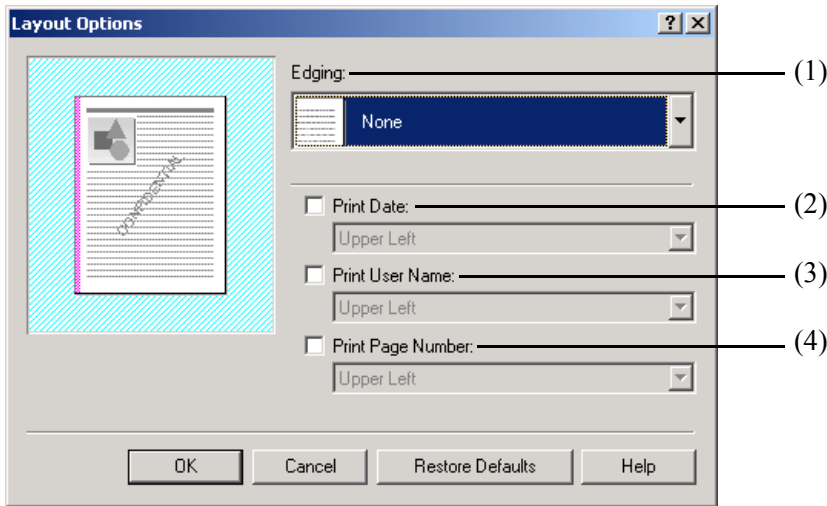 Layout Options
Edging:
(1)
None
CONFIDENTIAL
Print Date:
(2)
Upper Left
Print User Name:
(3)
Upper Left
Print Page Number:
(4)
Upper Left
OK Cancel Restore Defaults Help